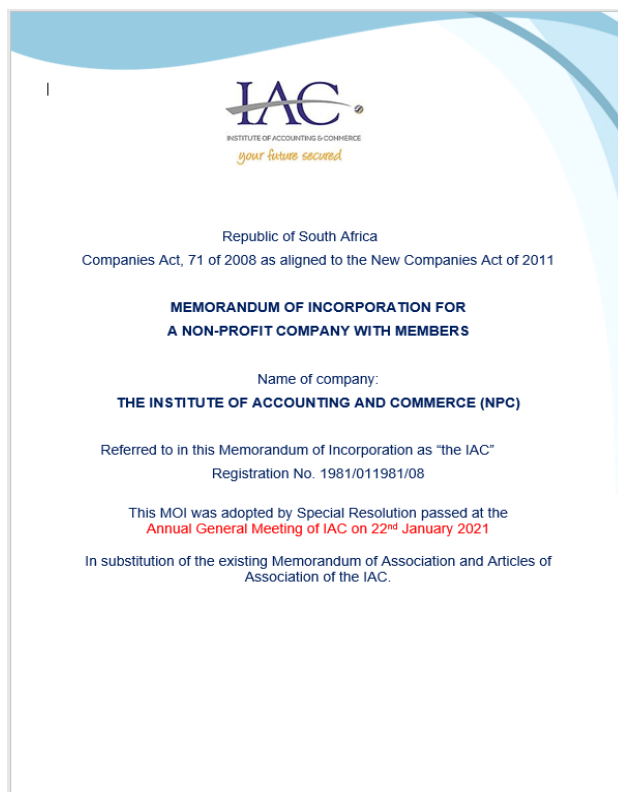 IAC
INSTITUTE OF ACCOUNTING & COMMERCE
your future secured
Republic of South Africa
Companies Act, 71 of 2008 as aligned to the New Companies Act of 2011
MEMORANDUM OF INCORPORATION FOR
A NON-PROFIT COMPANY WITH MEMBERS
Name of company:
THE INSTITUTE OF ACCOUNTING AND COMMERCE (NPC)
Referred to in this Memorandum of Incorporation as “the IAC”
Registration No. 1981/011981/08
This MOI was adopted by Special Resolution passed at the
Annual General Meeting of IAC on 22nd January 2021
In substitution of the existing Memorandum of Association and Articles of
Association of the IAC.